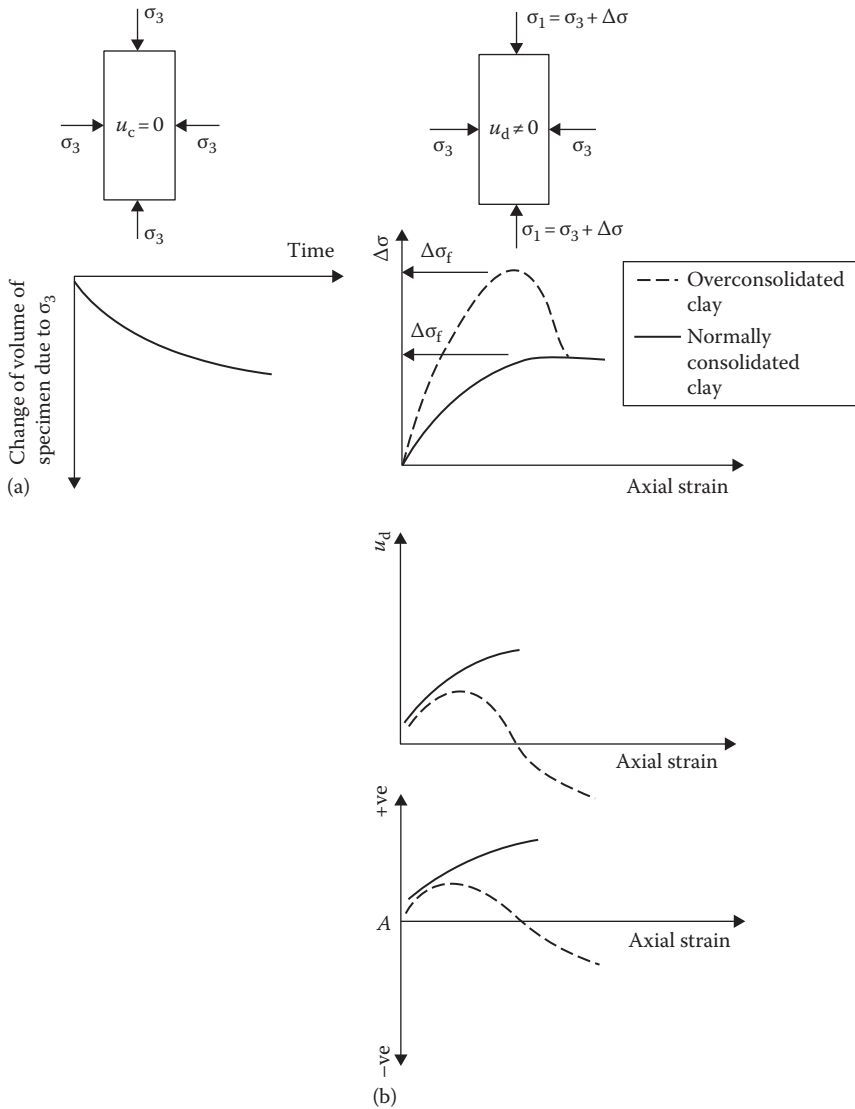 σ3
uc = 0
σ3
σ3
σ3
Time
Change of volume of
specimen due to σ3
(a)
σ1 = σ3 + Δσ
ud ≠ 0
σ3
σ3
σ1 = σ3 + Δσ
Δσ
Δσf
Δσf
Axial strain
Overconsolidated
clay
Normally
consolidated
clay
ud
Axial strain
+ve
A
Axial strain
–ve
(b)